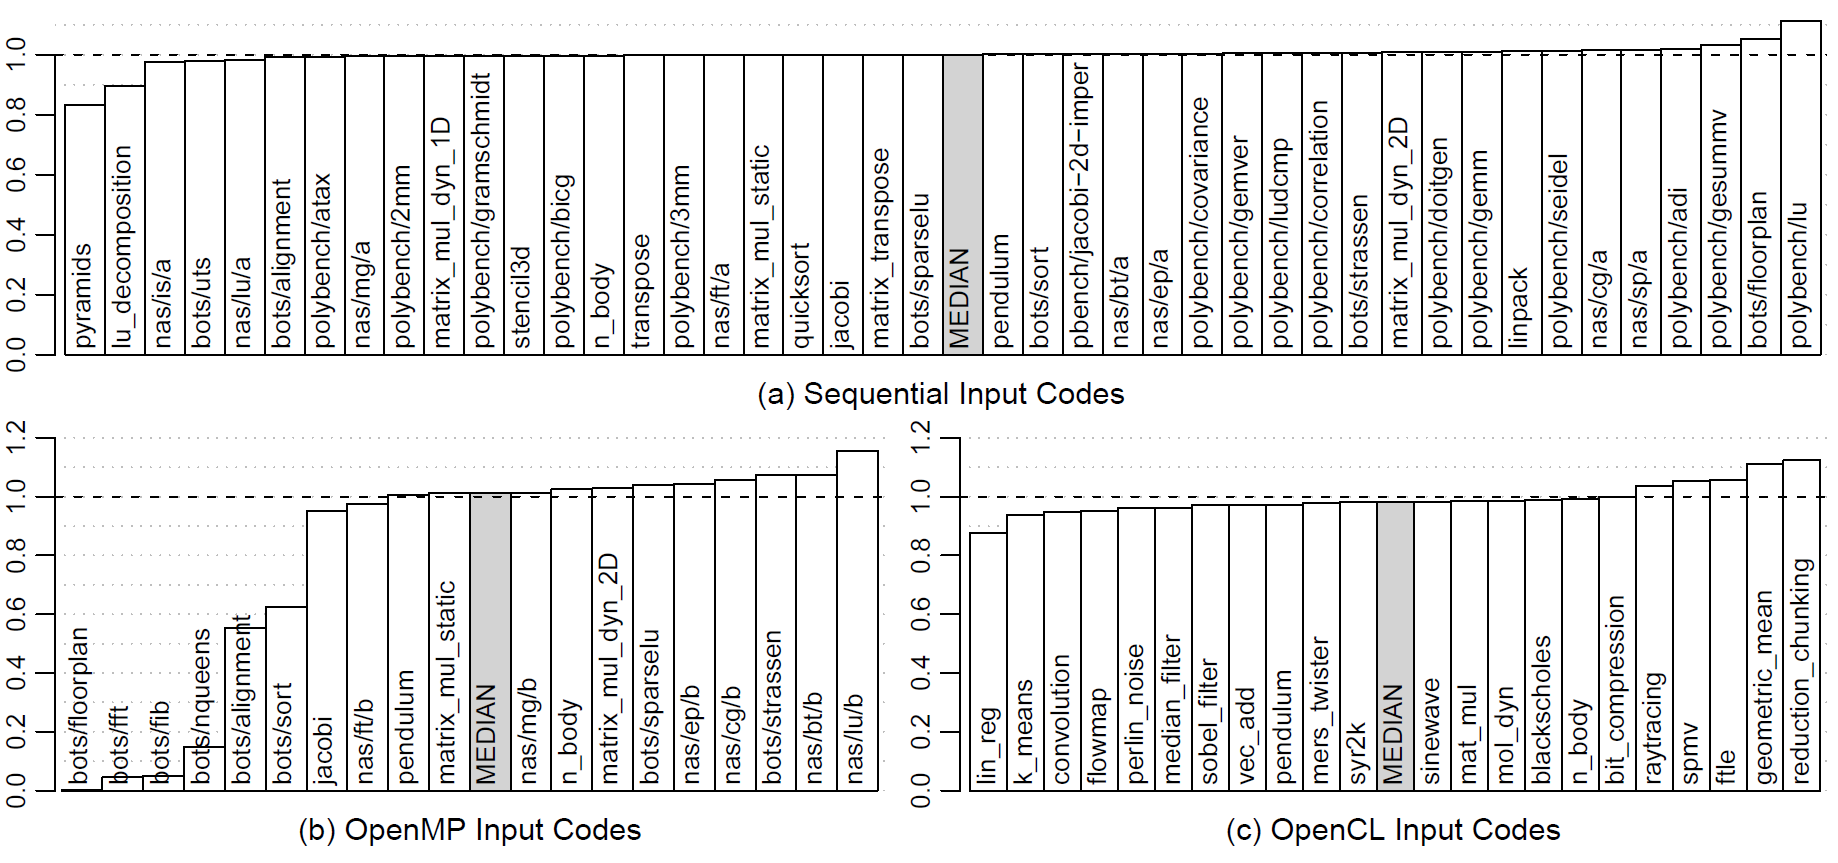 0.0 0.2 0.4 0.6 0.8 1.0
pyramids
lu_decomposition
nas/is/a
bots/uts
nas/lu/a
bots/alignment
polybench/atax
nas/mg/a
polybench/2mm
matrix_mul_dyn_1D
polybench/gramschmidt
stencil3d
polybench/bicg
n_body
transpose
polybench/3mm
nas/ft/a
matrix_mul_static
quicksort
jacobi
matrix_transpose
bots/sparselu
MEDIAN
pendulum
bots/sort
pbench/jacobi−2d−imper
nas/bt/a
nas/ep/a
polybench/covariance
polybench/gemver
polybench/ludcmp
polybench/correlation
bots/strassen
matrix_mul_dyn_2D
polybench/doitgen
polybench/gemm
linpack
polybench/seidel
nas/cg/a
nas/sp/a
polybench/adi
polybench/gesummv
bots/floorplan
polybench/lu
(a) Sequential Input Codes
0.0 0.2 0.4 0.6 0.8 1.0 1.2
bots/floorplan
bots/fft
bots/fib
bots/nqueens
bots/alignment
bots/sort
jacobi
nas/ft/b
pendulum
matrix_mul_static
MEDIAN
nas/mg/b
n_body
matrix_mul_dyn_2D
bots/sparselu
nas/ep/b
nas/cg/b
bots/strassen
nas/bt/b
nas/lu/b
(b) OpenMP Input Codes
0.0 0.2 0.4 0.6 0.8 1.0 1.2
lin_reg
k_means
convolution
flowmap
perlin_noise
median_filter
sobel_filter
vec_add
pendulum
mers_twister
syr2k
MEDIAN
sinewave
mat_mul
mol_dyn
blackscholes
n_body
bit_compression
raytracing
spmv
ftle
geometric_mean
reduction_chunking
(c) OpenCL Input Codes